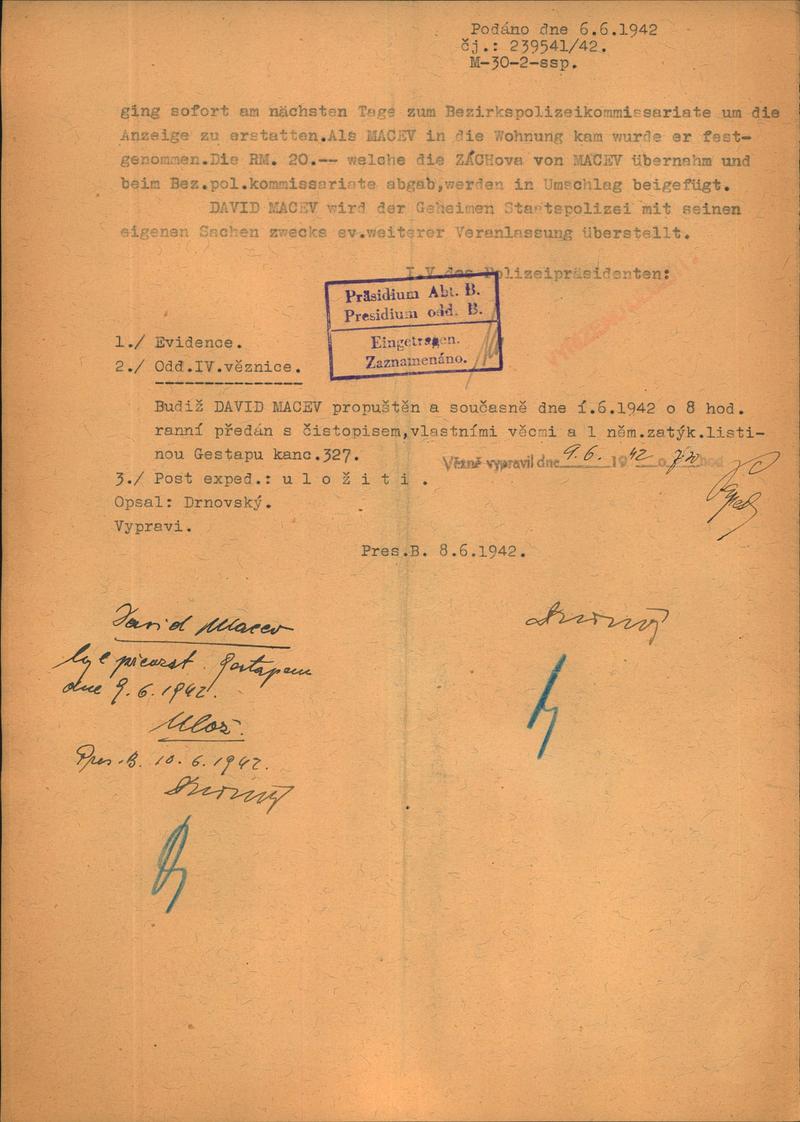 Podáno dne 6.6.1942
čj.: 239541/42.
M-30-2-ssp.
ging sofort am nächsten Tage zum Bezirkspolizeikommissariate um die
Anzeige zu erstatten.Als MACEV in die Wohnung kam wurde er fest-
genommen.Die RM. 20.-- welche die ZÁCHova von MACEV übernahm und
beim Bez.pol.kommissariate abgab,werden in Umschlag beigefügt.
DAVID MACEV wird der Geheimen Staatspolizei mit seinen
eigenen Sachen zwecks ev.weiterer Veranlassung überstellt.
I.V.des Polizeipräsidenten:
Präsidium Abt. B.
Presidium odd. B.
Eingetragen.
Zaznamenáno.
1./ Evidence.
2./ Odd.IV.věznice.
Budiž DAVID MACEV propuštěn a současně dne .6.1942 o 8 hod.
ranní předán s čistopisem,vlastními věcmi a 1 něm.zatýk.listi-
nou Gestapu kanc.327.
Vězně vypravil dne 9.6. 1942 o hod
3./ Post exped.: u l o ž i t i .
Opsal: Drnovský.
Vypraví.
Pres.B. 8.6.1942.
David Macev
byl převzat Gestapem
dne 9.6.1942.
Ulož.
Pres.B. 10.6.1942.